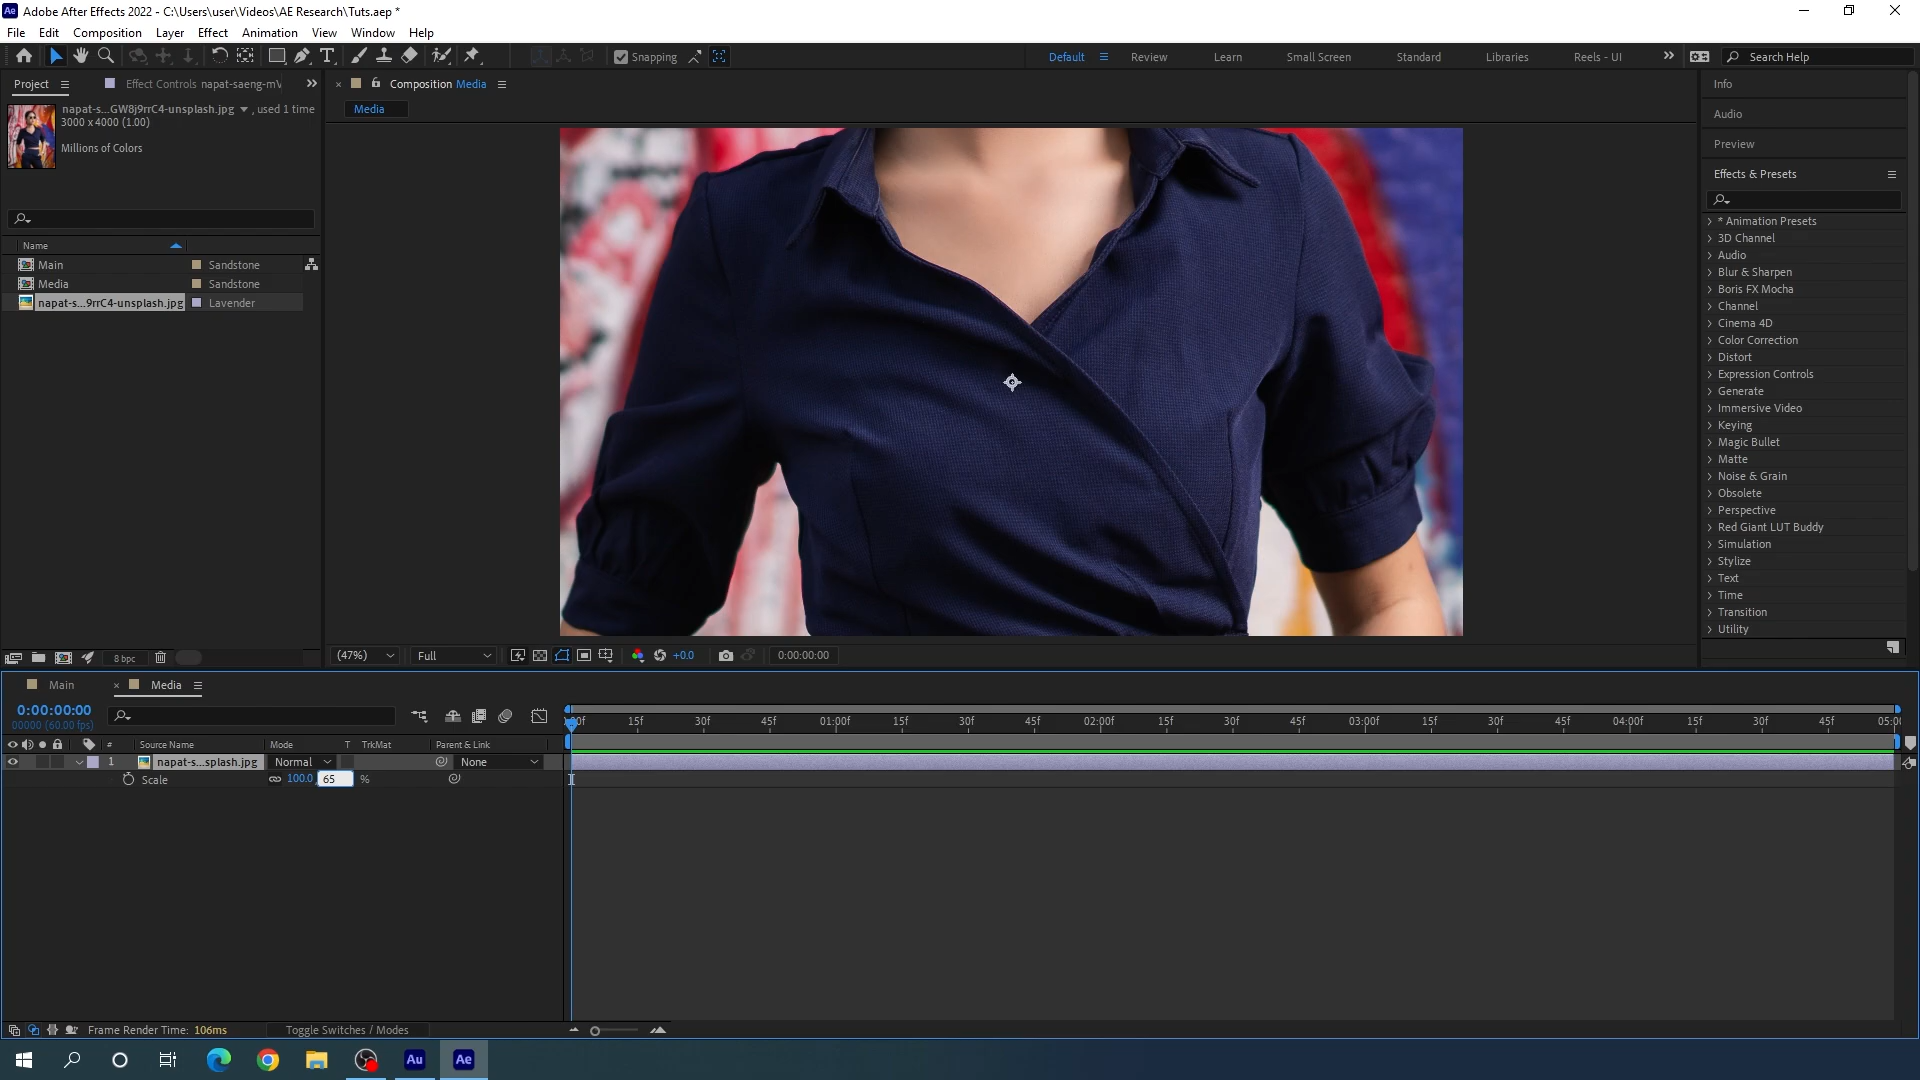 Adobe After Effects 2022 - C:\Users\user\Videos\AE Research\Tuts.aep *
File Edit Composition Layer Effect Animation View Window Help
Snapping
Default Review Learn Small Screen Standard Libraries Reels - UI Search Help
Project Effect Controls napat-saeng-mV
Composition Media
Info
napat-s...GW8j9rrC4-unsplash.jpg , used 1 time
3000 x 4000 (1.00)
Millions of Colors
Media
Audio
Preview
Effects & Presets
Name
Main Sandstone
Media Sandstone
napat-s...9rrC4-unsplash.jpg Lavender
* Animation Presets
3D Channel
Audio
Blur & Sharpen
Boris FX Mocha
Channel
Cinema 4D
Color Correction
Distort
Expression Controls
Generate
Immersive Video
Keying
Magic Bullet
Matte
Noise & Grain
Obsolete
Perspective
Red Giant LUT Buddy
Simulation
Stylize
Text
Time
Transition
Utility
8 bpc
(47%) Full +0.0 0:00:00:00
Main Media
0:00:00:00
00000 (60.00 fps)
:00f 15f 30f 45f 01:00f 15f 30f 45f 02:00f 15f 30f 45f 03:00f 15f 30f 45f 04:00f 15f 30f 45f 05:00
# Source Name Mode T TrkMat Parent & Link
1 napat-s...splash.jpg Normal None
Scale 100.0, 65 %
Frame Render Time: 106ms Toggle Switches / Modes
Au Ae